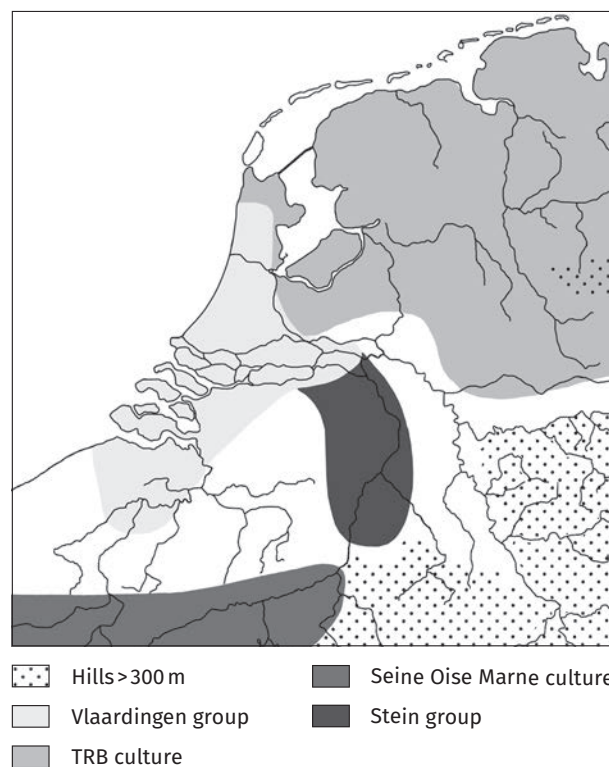 Hills>300 m
Vlaardingen group
TRB culture
Seine Oise Marne culture
Stein group